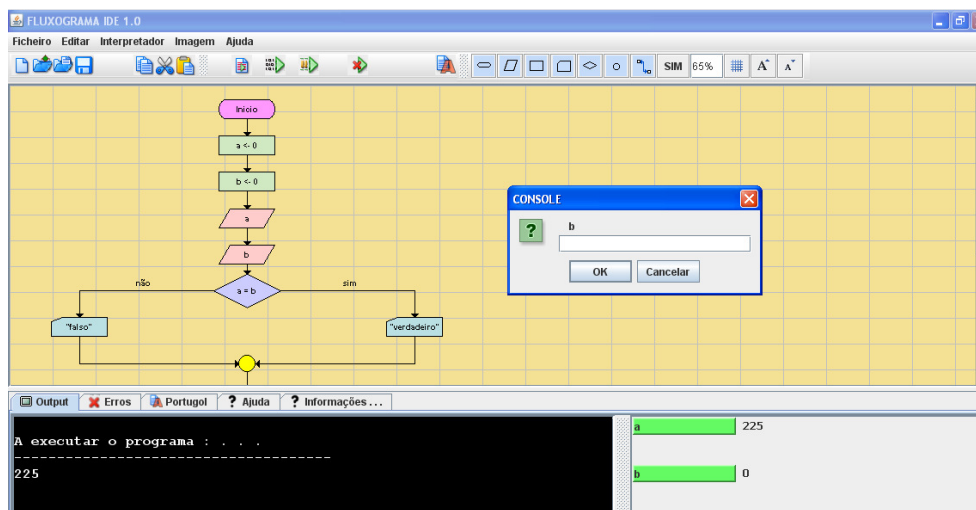 FLUXOGRAMA IDE 1.0
Ficheiro Editar Interpretador Imagem Ajuda
SIM 65% A A
Inicio
a <- 0
b <- 0
a
b
a = b
não
sim
"falso"
"verdadeiro"
CONSOLE
?
b
OK Cancelar
Output Erros Portugol ? Ajuda ? Informações ...
A executar o programa : . . .
------------------------------------
225
a 225
b 0